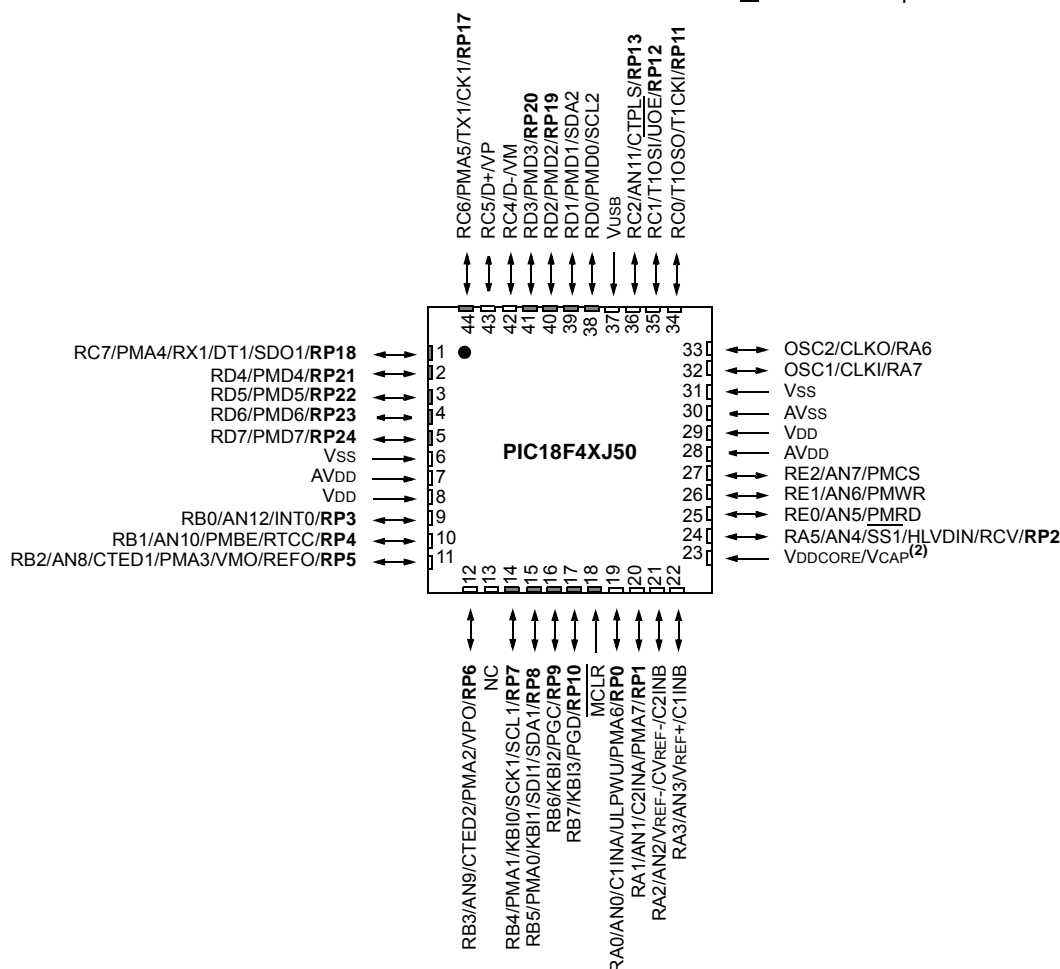 RC6/PMA5/TX1/CK1/RP17
RC5/D+/VP
RC4/D-/VM
RD3/PMD3/RP20
RD2/PMD2/RP19
RD1/PMD1/SDA2
RD0/PMD0/SCL2
VUSB
RC2/AN11/CTPLS/RP13
RC1/T1OSI/UOE/RP12
RC0/T1OSO/T1CKI/RP11
44
43
42
41
40
39
38
37
36
35
34
RC7/PMA4/RX1/DT1/SDO1/RP18 1
RD4/PMD4/RP21 2
RD5/PMD5/RP22 3
RD6/PMD6/RP23 4
RD7/PMD7/RP24 5
VSS 6
AVDD 7
VDD 8
RB0/AN12/INT0/RP3 9
RB1/AN10/PMBE/RTCC/RP4 10
RB2/AN8/CTED1/PMA3/VMO/REFO/RP5 11
PIC18F4XJ50
33 OSC2/CLKO/RA6
32 OSC1/CLKI/RA7
31 VSS
30 AVSS
29 VDD
28 AVDD
27 RE2/AN7/PMCS
26 RE1/AN6/PMWR
25 RE0/AN5/PMRD
24 RA5/AN4/SS1/HLVDIN/RCV/RP2
23 VDDCORE/VCAP(2)
12
13
14
15
16
17
18
19
20
21
22
RB3/AN9/CTED2/PMA2/VPO/RP6
NC
RB4/PMA1/KBI0/SCK1/SCL1/RP7
RB5/PMA0/KBI1/SDI1/SDA1/RP8
RB6/KBI2/PGC/RP9
RB7/KBI3/PGD/RP10
MCLR
RA0/AN0/C1INA/ULPWU/PMA6/RP0
RA1/AN1/C2INA/PMA7/RP1
RA2/AN2/VREF-/CVREF-/C2INB
RA3/AN3/VREF+/C1INB